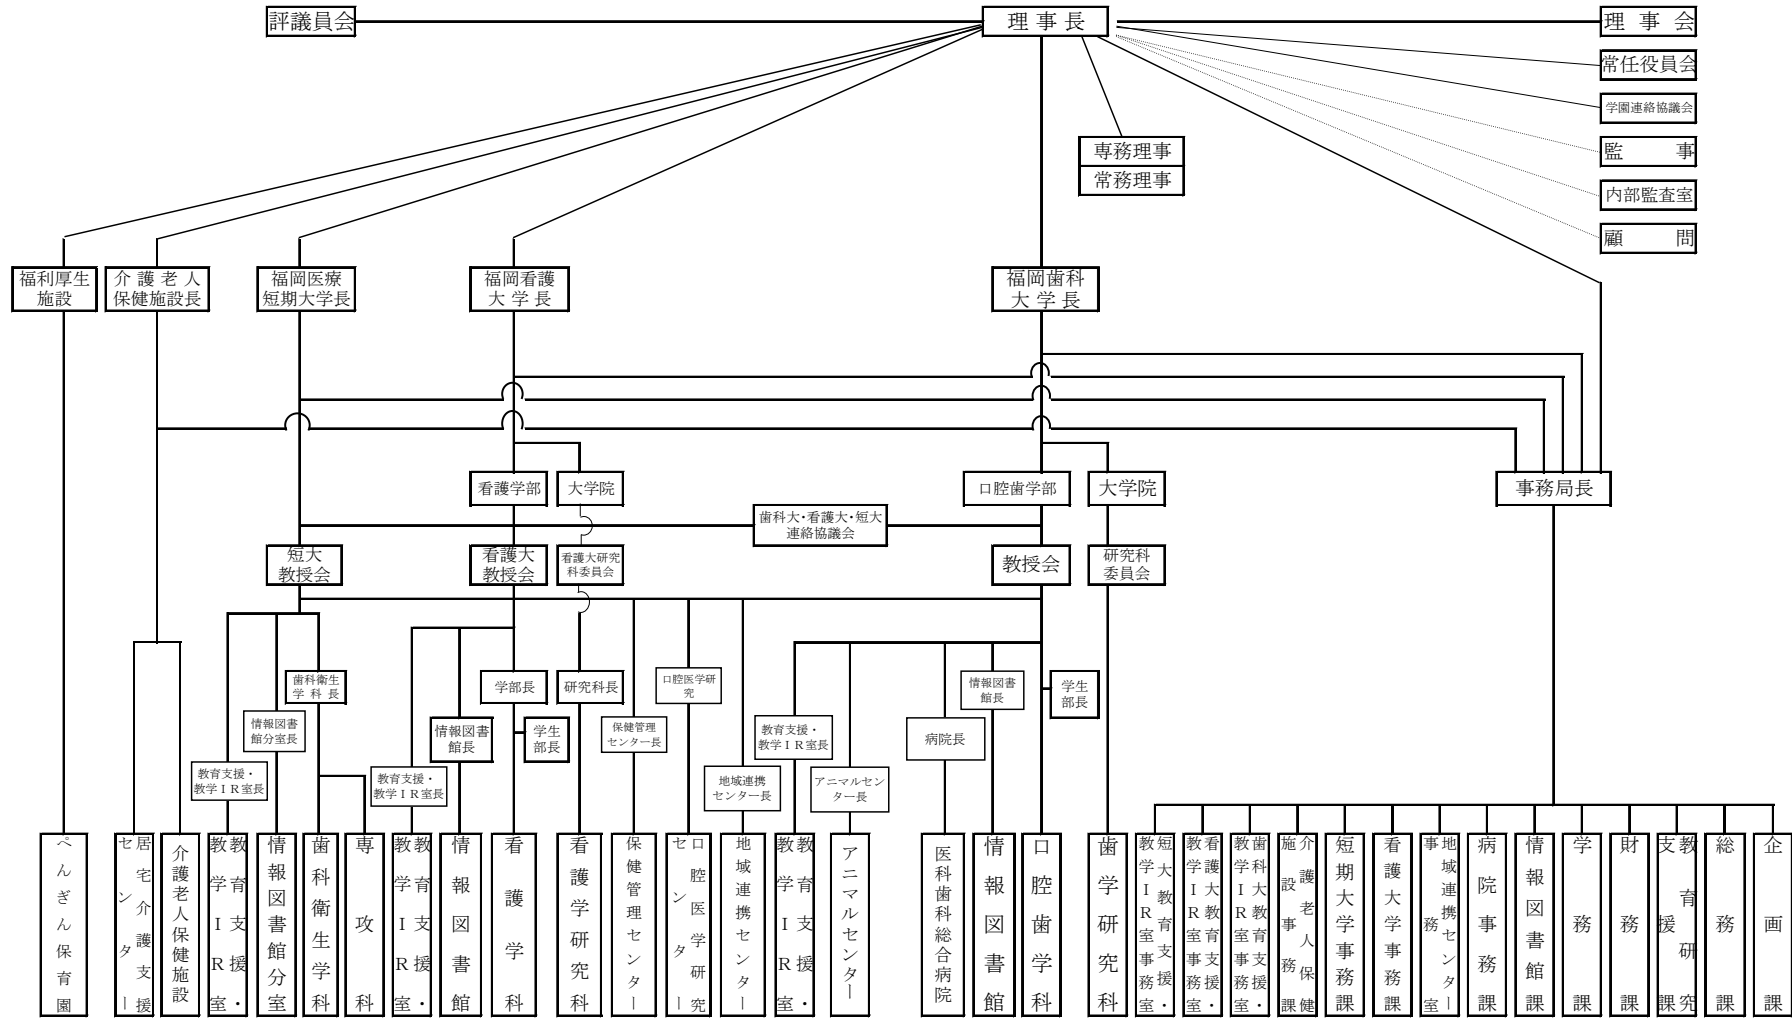 評議員会
理事長
理事会
常任役員会
学園連絡協議会
監事
内部監査室
顧問
専務理事
常務理事
福利厚生
施設
介護老人
保健施設長
福岡医療
短期大学長
福岡看護
大学長
福岡歯科
大学長
看護学部
大学院
口腔歯学部
大学院
事務局長
歯科大・看護大・短大
連絡協議会
短大
教授会
看護大
教授会
看護大研究
科委員会
教授会
研究科
委員会
歯科衛生
学科長
学部長
研究科長
口腔医学研
究
情報図書
館長
学生
部長
情報図書
館分室長
情報図書
館長
学生
部長
保健管理
センター長
教育支援・
教学ＩＲ室長
病院長
教育支援・
教学ＩＲ室長
教育支援・
教学ＩＲ室長
地域連携
センター長
アニマルセン
ター長
ぺんぎん保育園
居宅介護支援
センター
介護老人保健施設
教育支援・
教学ＩＲ室
情報図書館分室
歯科衛生学科
専攻科
教育支援・
教学ＩＲ室
情報図書館
看護学科
看護学研究科
保健管理センター
口腔医学研究
センター
地域連携センター
教育支援・
教学ＩＲ室
アニマルセンター
医科歯科総合病院
情報図書館
口腔歯学科
歯学研究科
短大教育支援・
教学ＩＲ室事務室
看護大教育支援・
教学ＩＲ室事務室
歯科大教育支援・
教学ＩＲ室事務室
介護老人保健
施設事務課
短期大学事務課
看護大学事務課
地域連携センター
事務室
病院事務課
情報図書館課
学務課
財務課
教育研究
支援課
総務課
企画課